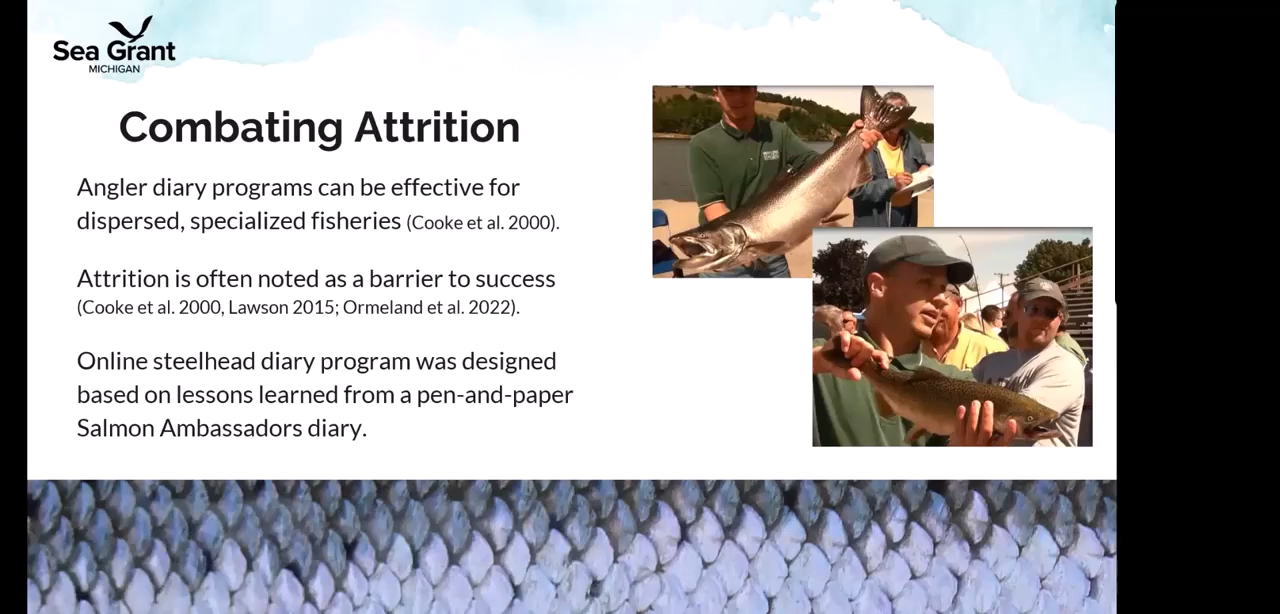 Sea Grant
MICHIGAN
Combating Attrition
Angler diary programs can be effective for
dispersed, specialized fisheries (Cooke et al. 2000).
Attrition is often noted as a barrier to success
(Cooke et al. 2000, Lawson 2015; Ormeland et al. 2022).
Online steelhead diary program was designed
based on lessons learned from a pen-and-paper
Salmon Ambassadors diary.